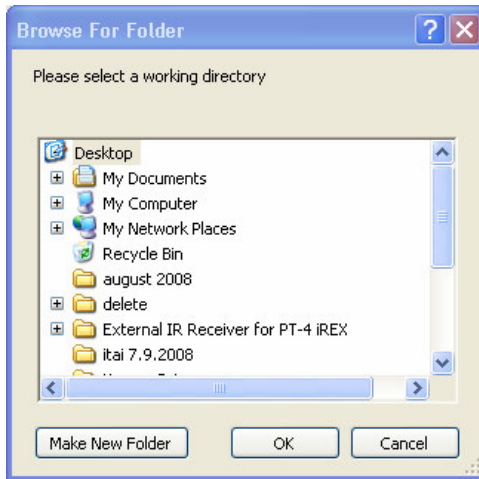 Browse For Folder
Please select a working directory
Desktop
My Documents
My Computer
My Network Places
Recycle Bin
august 2008
delete
External IR Receiver for PT-4 iREX
itai 7.9.2008
Make New Folder
OK
Cancel